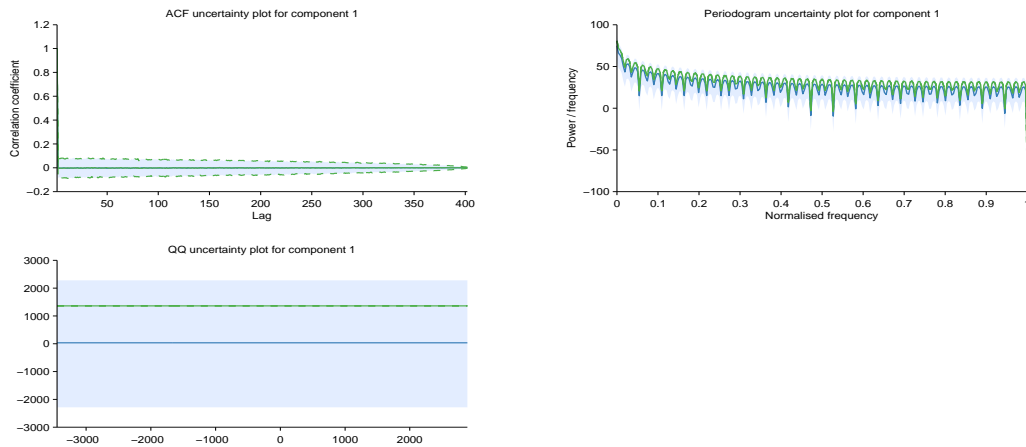 ACF uncertainty plot for component 1
1.2
1
0.8
0.6
0.4
0.2
0
−0.2
Correlation coefficient
50 100 150 200 250 300 350 400
Lag
Periodogram uncertainty plot for component 1
100
50
0
−50
−100
Power / frequency
0 0.1 0.2 0.3 0.4 0.5 0.6 0.7 0.8 0.9 1
Normalised frequency
QQ uncertainty plot for component 1
3000
2000
1000
0
−1000
−2000
−3000
−3000 −2000 −1000 0 1000 2000